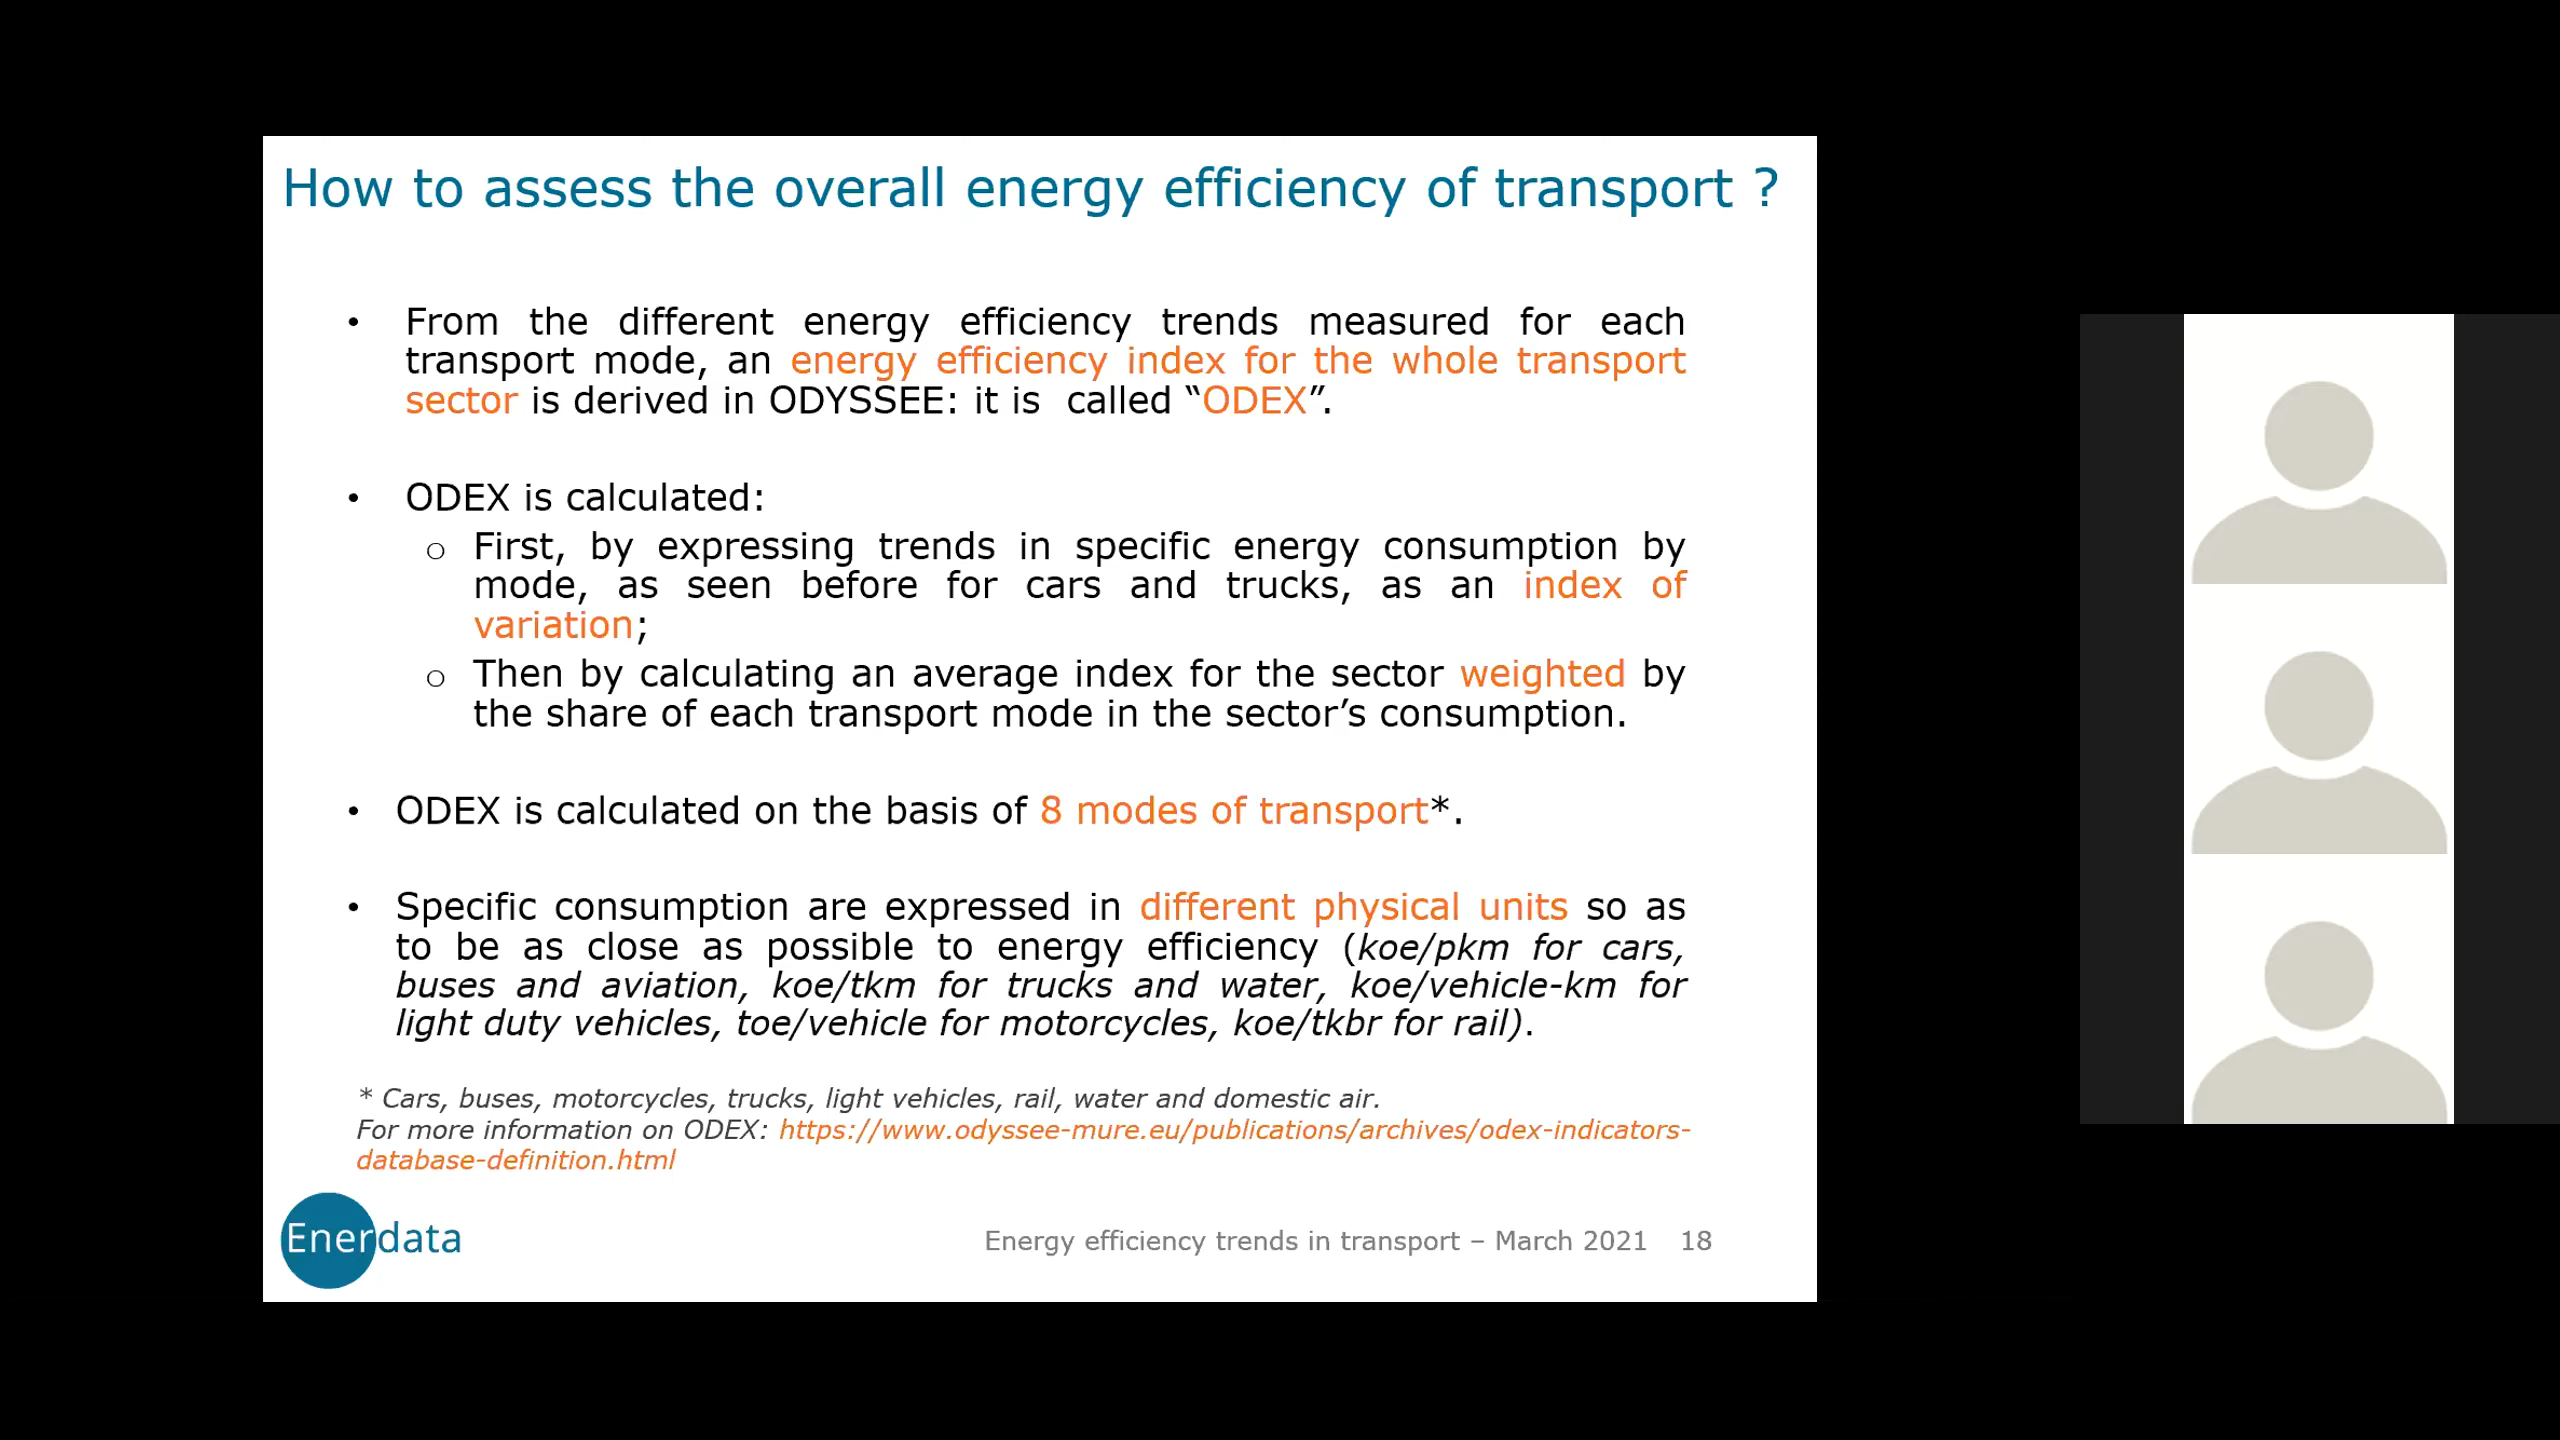 How to assess the overall energy efficiency of transport ?
• From the different energy efficiency trends measured for each
transport mode, an energy efficiency index for the whole transport
sector is derived in ODYSSEE: it is called “ODEX”.
• ODEX is calculated:
o First, by expressing trends in specific energy consumption by
mode, as seen before for cars and trucks, as an index of
variation;
o Then by calculating an average index for the sector weighted by
the share of each transport mode in the sector’s consumption.
• ODEX is calculated on the basis of 8 modes of transport*.
• Specific consumption are expressed in different physical units so as
to be as close as possible to energy efficiency (koe/pkm for cars,
buses and aviation, koe/tkm for trucks and water, koe/vehicle-km for
light duty vehicles, toe/vehicle for motorcycles, koe/tkbr for rail).
* Cars, buses, motorcycles, trucks, light vehicles, rail, water and domestic air.
For more information on ODEX: https://www.odyssee-mure.eu/publications/archives/odex-indicators-
database-definition.html
Enerdata
Energy efficiency trends in transport – March 2021 18